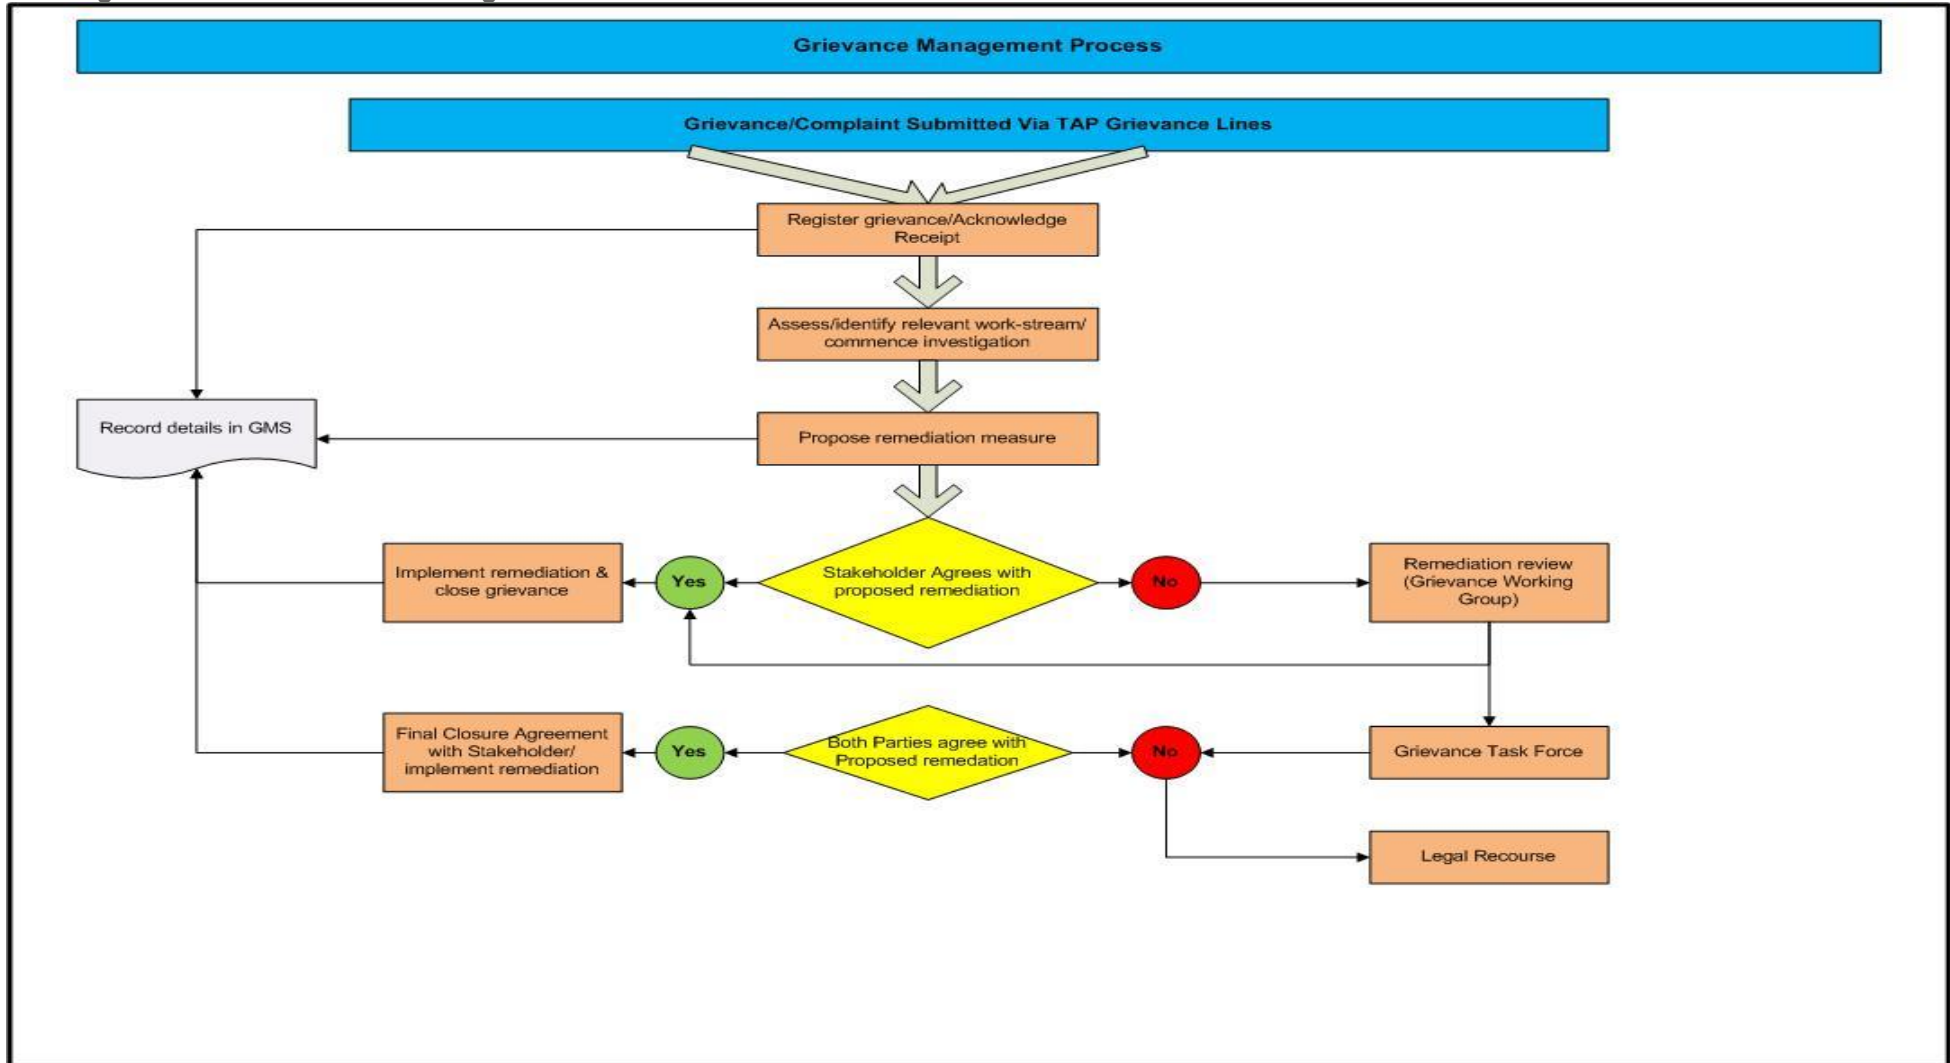 Grievance Management Process
Grievance/Complaint Submitted Via TAP Grievance Lines
Register grievance/Acknowledge
Receipt
Assess/identify relevant work-stream/
commence investigation
Record details in GMS
Propose remediation measure
Implement remediation &
close grievance
Yes
Stakeholder Agrees with
proposed remediation
No
Remediation review
(Grievance Working
Group)
Final Closure Agreement
with Stakeholder/
implement remediation
Yes
Both Parties agree with
Proposed remedation
No
Grievance Task Force
Legal Recourse